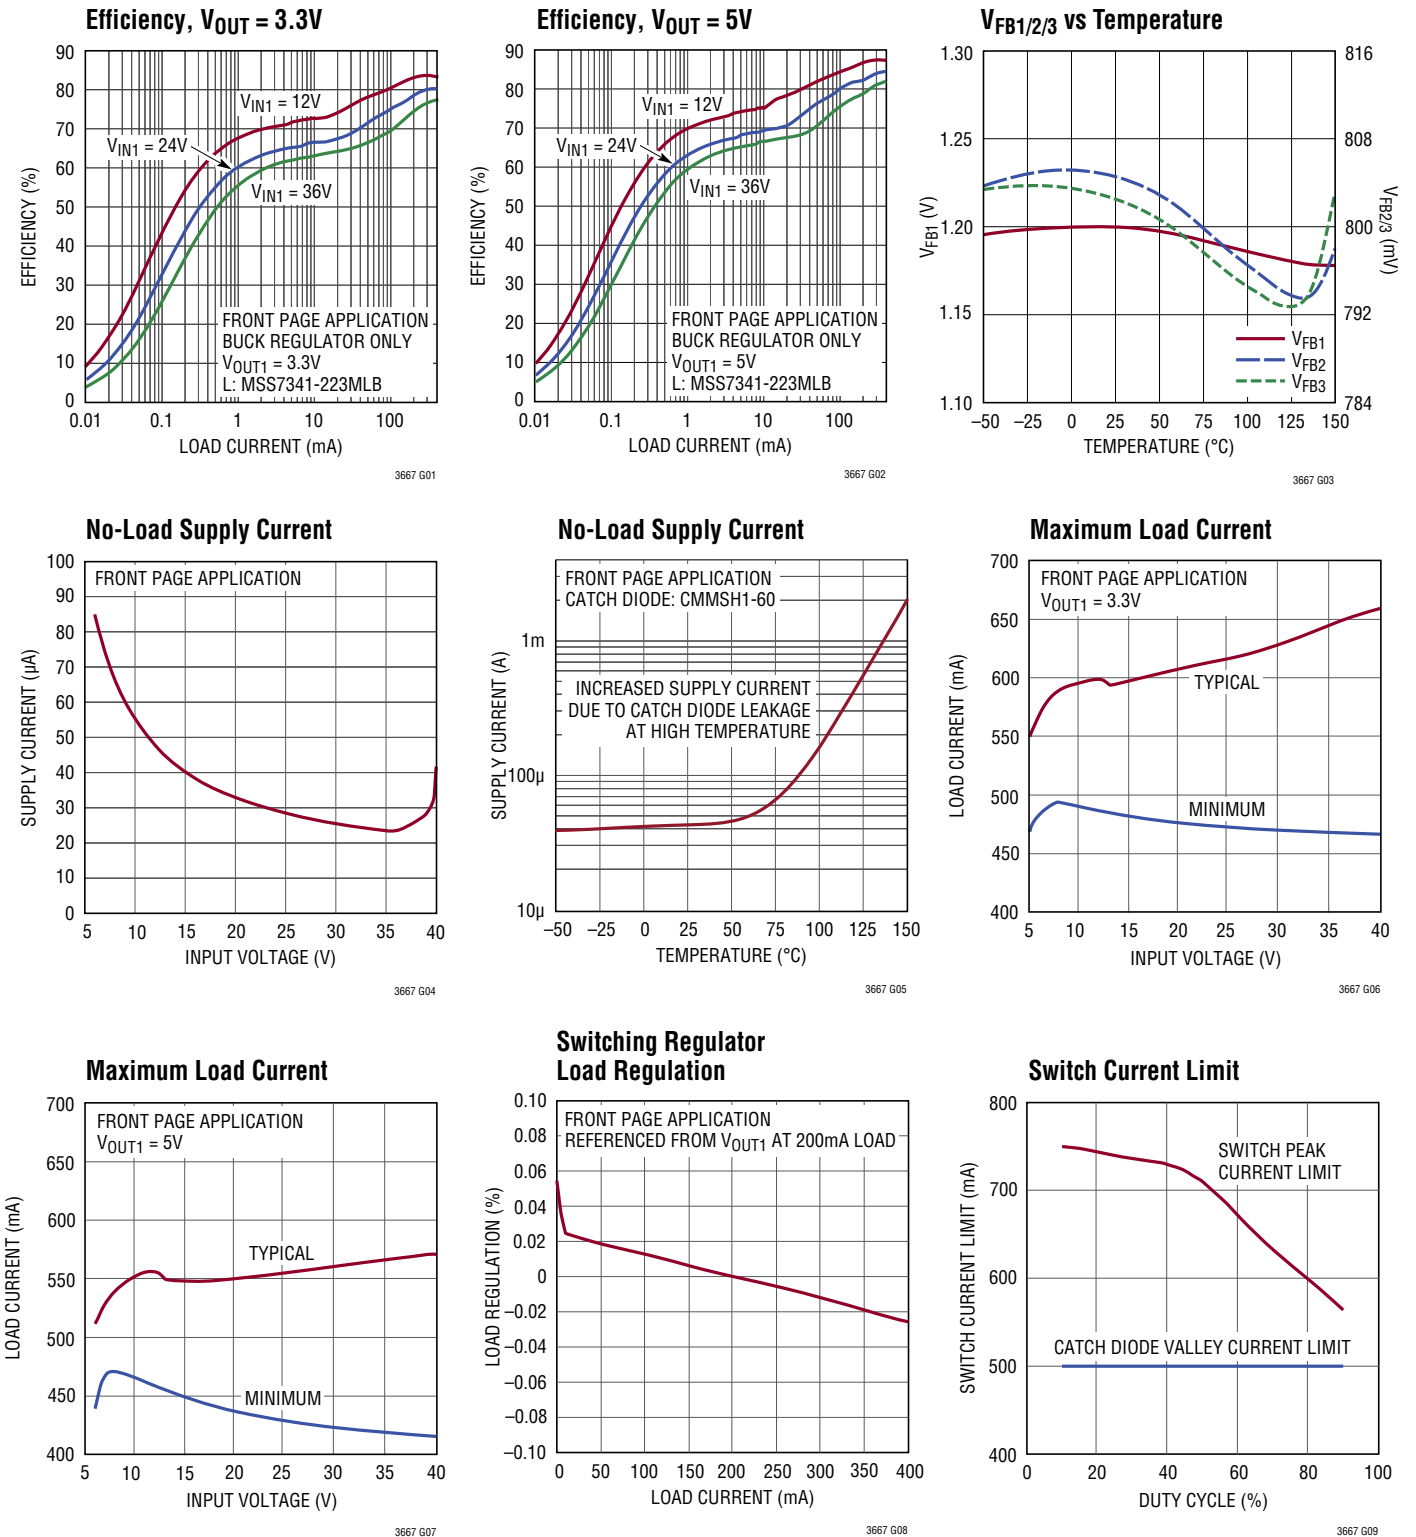 Efficiency, VOUT = 3.3V
90
80
70
60
50
40
30
20
10
0
EFFICIENCY (%)
VIN1 = 12V
VIN1 = 24V
VIN1 = 36V
FRONT PAGE APPLICATION
BUCK REGULATOR ONLY
VOUT1 = 3.3V
L: MSS7341-223MLB
0.01 0.1 1 10 100
LOAD CURRENT (mA)
3667 G01
Efficiency, VOUT = 5V
90
80
70
60
50
40
30
20
10
0
EFFICIENCY (%)
VIN1 = 12V
VIN1 = 24V
VIN1 = 36V
FRONT PAGE APPLICATION
BUCK REGULATOR ONLY
VOUT1 = 5V
L: MSS7341-223MLB
0.01 0.1 1 10 100
LOAD CURRENT (mA)
3667 G02
VFB1/2/3 vs Temperature
1.30
1.25
1.20
1.15
1.10
VFB1 (V)
816
808
800
792
784
VFB2/3 (mV)
VFB1
VFB2
VFB3
–50 –25 0 25 50 75 100 125 150
TEMPERATURE (°C)
3667 G03
No-Load Supply Current
100
90
80
70
60
50
40
30
20
10
0
SUPPLY CURRENT (µA)
FRONT PAGE APPLICATION
5 10 15 20 25 30 35 40
INPUT VOLTAGE (V)
3667 G04
No-Load Supply Current
FRONT PAGE APPLICATION
CATCH DIODE: CMMSH1-60
1m
100µ
10µ
SUPPLY CURRENT (A)
INCREASED SUPPLY CURRENT
DUE TO CATCH DIODE LEAKAGE
AT HIGH TEMPERATURE
–50 –25 0 25 50 75 100 125 150
TEMPERATURE (°C)
3667 G05
Maximum Load Current
700
650
600
550
500
450
400
LOAD CURRENT (mA)
FRONT PAGE APPLICATION
VOUT1 = 3.3V
TYPICAL
MINIMUM
5 10 15 20 25 30 35 40
INPUT VOLTAGE (V)
3667 G06
Maximum Load Current
700
650
600
550
500
450
400
LOAD CURRENT (mA)
FRONT PAGE APPLICATION
VOUT1 = 5V
TYPICAL
MINIMUM
5 10 15 20 25 30 35 40
INPUT VOLTAGE (V)
3667 G07
Switching Regulator
Load Regulation
0.10
0.08
0.06
0.04
0.02
0
–0.02
–0.04
–0.06
–0.08
–0.10
LOAD REGULATION (%)
FRONT PAGE APPLICATION
REFERENCED FROM VOUT1 AT 200mA LOAD
0 50 100 150 200 250 300 350 400
LOAD CURRENT (mA)
3667 G08
Switch Current Limit
800
700
600
500
400
SWITCH CURRENT LIMIT (mA)
SWITCH PEAK
CURRENT LIMIT
CATCH DIODE VALLEY CURRENT LIMIT
0 20 40 60 80 100
DUTY CYCLE (%)
3667 G09